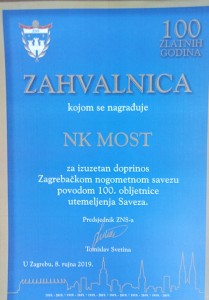 100
ZLATNIH
GODINA
ZAHVALNICA
kojom se nagrađuje
NK MOST
za izuzetan doprinos
Zagrebačkom nogometnom savezu
povodom 100. obljetnice
utemeljenja Saveza.
Predsjednik ZNS-a
Tomislav Svetina
U Zagrebu, 8. rujna 2019.